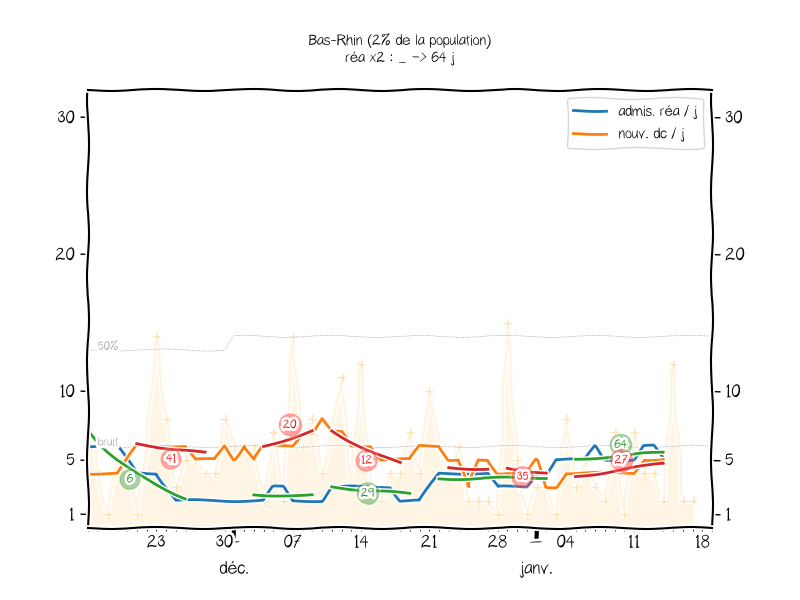 Bas-Rhin (2% de la population)
réa x2 : _ -> 64 j
admis. réa / j
nouv. dc / j
30 30
20 20
50%
10 10
bruit
5 5
1 1
6 41 20 12 29 35 64 27
23 30 07 14 21 28 04 11 18
déc. janv.